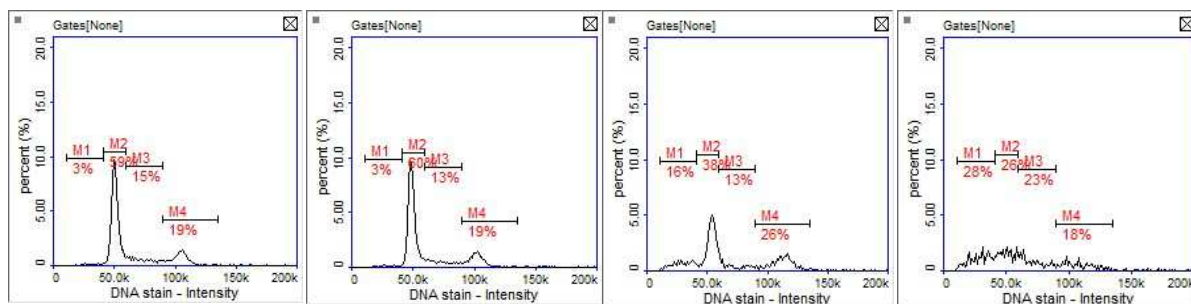 Gates[None]
percent (%)
20.0
15.0
10.0
5.00
0
M1
3%
M2
59%
M3
15%
M4
19%
0 50.0k 100k 150k 200k
DNA stain - Intensity
Gates[None]
percent (%)
20.0
15.0
10.0
5.00
0
M1
3%
M2
60%
M3
13%
M4
19%
0 50.0k 100k 150k 200k
DNA stain - Intensity
Gates[None]
percent (%)
20.0
15.0
10.0
5.00
0
M1
16%
M2
38%
M3
13%
M4
26%
0 50.0k 100k 150k 200k
DNA stain - Intensity
Gates[None]
percent (%)
20.0
15.0
10.0
5.00
0
M1
28%
M2
26%
M3
23%
M4
18%
0 50.0k 100k 150k 200k
DNA stain - Intensity